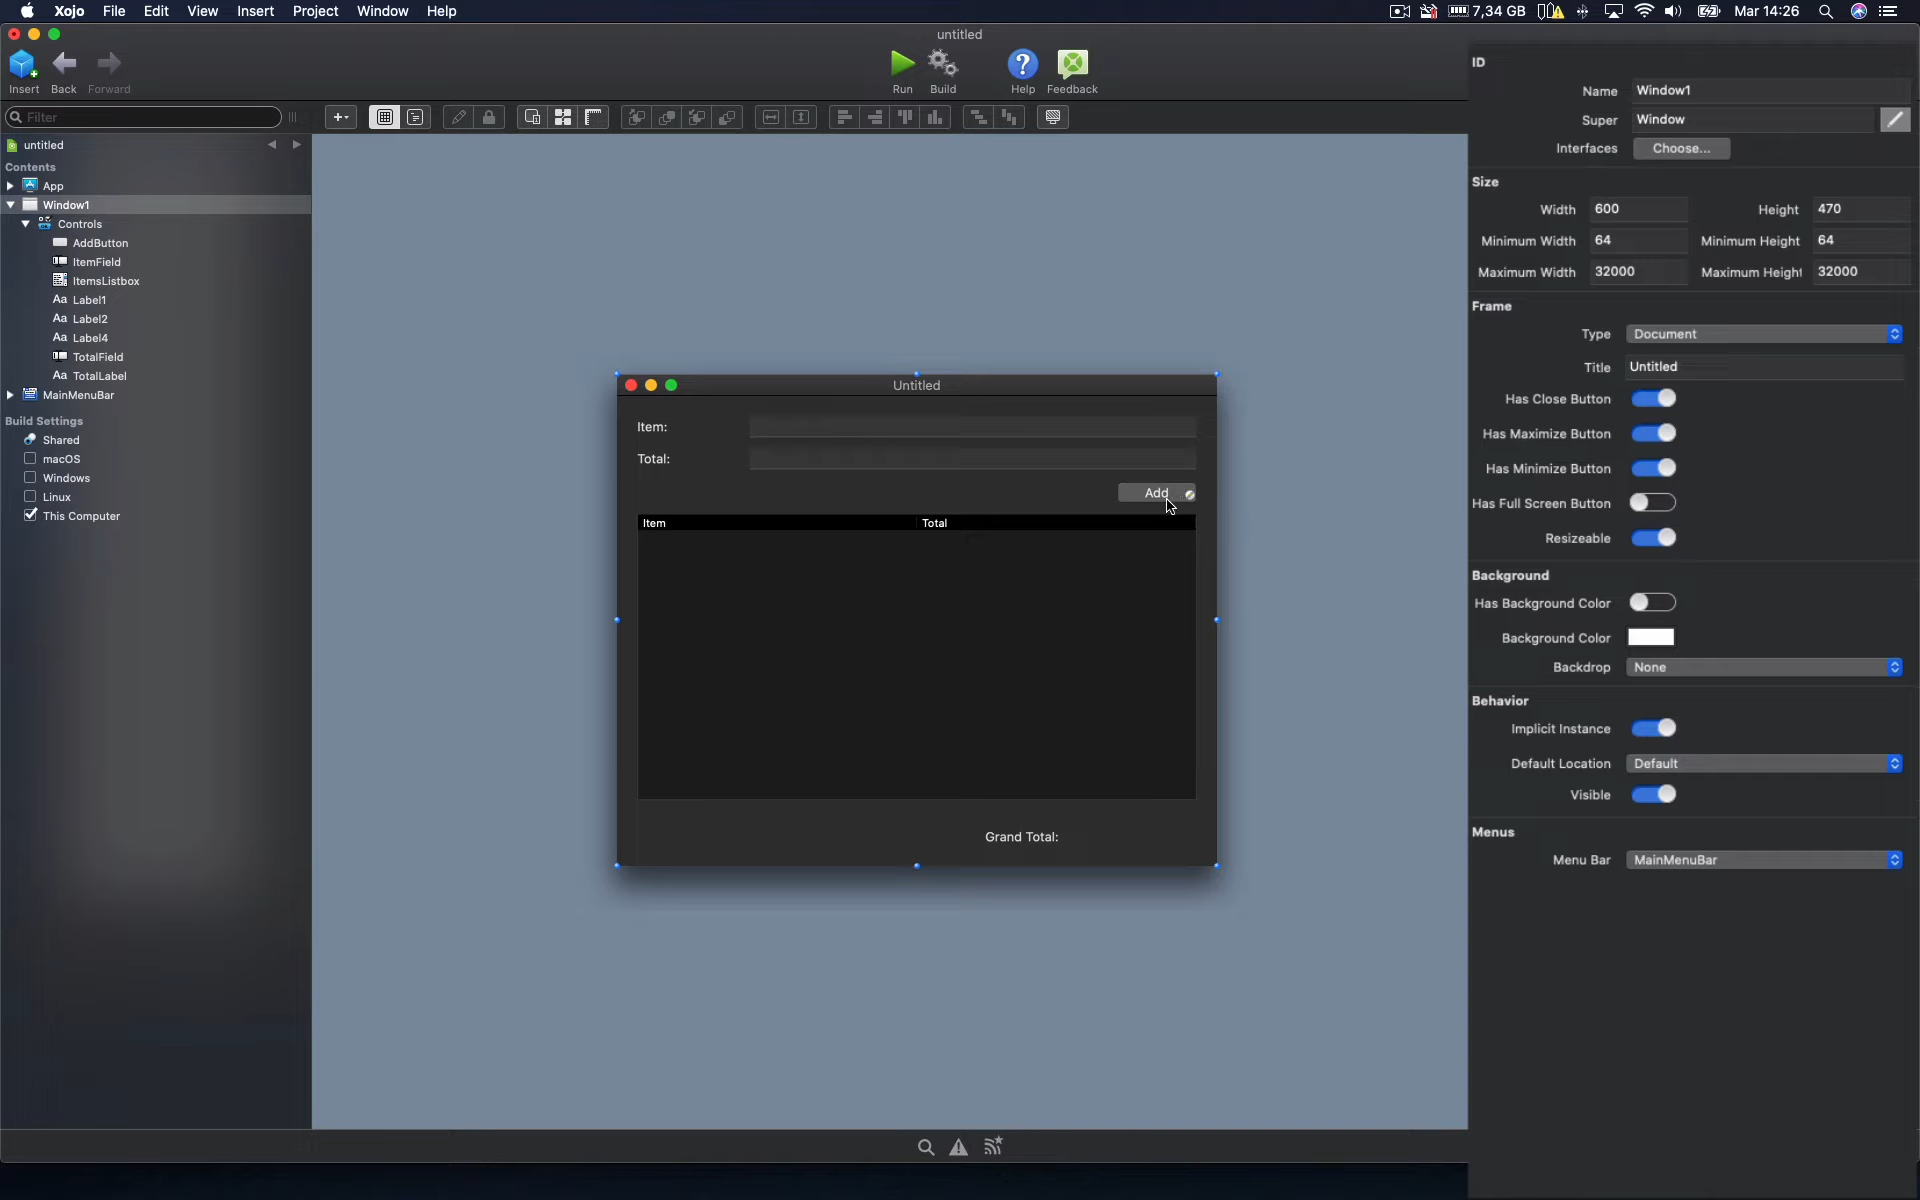 Xojo File Edit View Insert Project Window Help 7,34 GB Mar 14:26
untitled
Insert Back Forward Run Build Help Feedback
Filter
untitled
Contents
App
Window1
Controls
AddButton
ItemField
ItemsListbox
Aa Label1
Aa Label2
Aa Label4
TotalField
Aa TotalLabel
MainMenuBar
Build Settings
Shared
macOS
Windows
Linux
This Computer
Untitled
Item:
Total:
Add
Item Total
Grand Total:
ID
Name Window1
Super Window
Interfaces Choose...
Size
Width 600 Height 470
Minimum Width 64 Minimum Height 64
Maximum Width 32000 Maximum Height 32000
Frame
Type Document
Title Untitled
Has Close Button
Has Maximize Button
Has Minimize Button
Has Full Screen Button
Resizeable
Background
Has Background Color
Background Color
Backdrop None
Behavior
Implicit Instance
Default Location Default
Visible
Menus
Menu Bar MainMenuBar